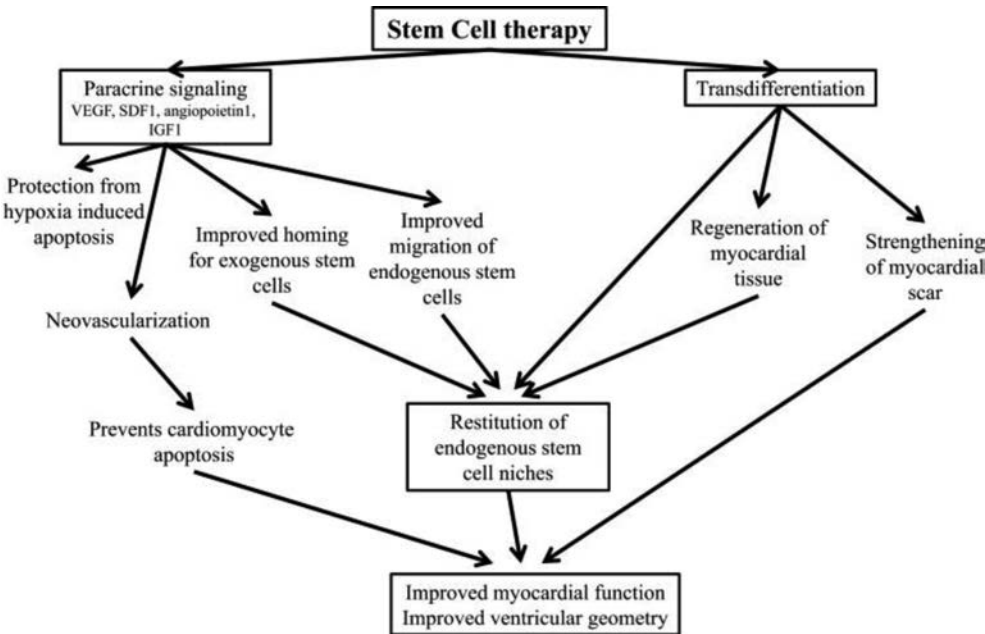 Stem Cell therapy
Paracrine signaling
VEGF, SDF1, angiopoietin1,
IGF1
Transdifferentiation
Protection from
hypoxia induced
apoptosis
Improved homing
for exogenous stem
cells
Improved
migration of
endogenous stem
cells
Regeneration of
myocardial
tissue
Strengthening
of myocardial
scar
Neovascularization
Prevents cardiomyocyte
apoptosis
Restitution of
endogenous stem
cell niches
Improved myocardial function
Improved ventricular geometry